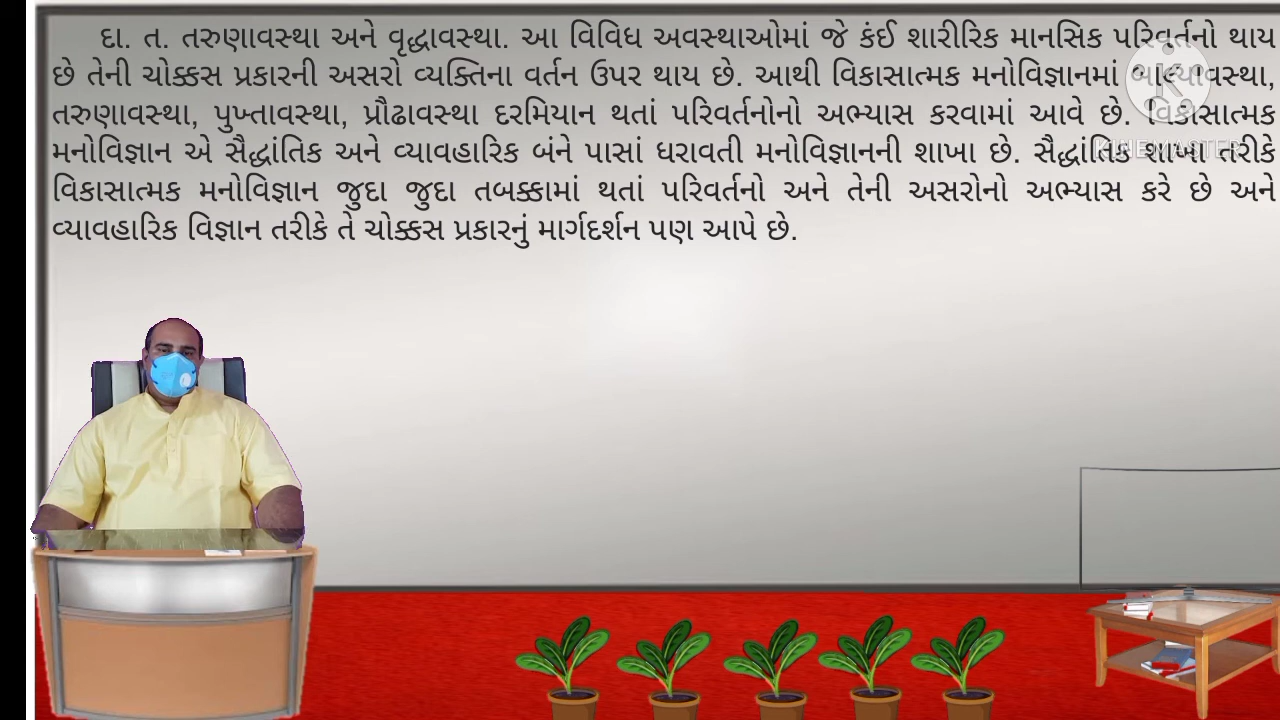 દા. ત. તરુણાવસ્થા અને વૃદ્ધાવસ્થા. આ વિવિધ અવસ્થાઓમાં જે કંઈ શારીરિક માનસિક પરિવર્તનો થાય
છે તેની ચોક્કસ પ્રકારની અસરો વ્યક્તિના વર્તન ઉપર થાય છે. આથી વિકાસાત્મક મનોવિજ્ઞાનમાં બાલ્યાવસ્થા,
તરુણાવસ્થા, પુખ્તાવસ્થા, પ્રૌઢાવસ્થા દરમિયાન થતાં પરિવર્તનોનો અભ્યાસ કરવામાં આવે છે. વિકાસાત્મક
મનોવિજ્ઞાન એ સૈદ્ધાંતિક અને વ્યાવહારિક બંને પાસાં ધરાવતી મનોવિજ્ઞાનની શાખા છે. સૈદ્ધાંતિક શાખા તરીકે
વિકાસાત્મક મનોવિજ્ઞાન જુદા જુદા તબક્કામાં થતાં પરિવર્તનો અને તેની અસરોનો અભ્યાસ કરે છે અને
વ્યાવહારિક વિજ્ઞાન તરીકે તે ચોક્કસ પ્રકારનું માર્ગદર્શન પણ આપે છે.
K
KINEMASTER